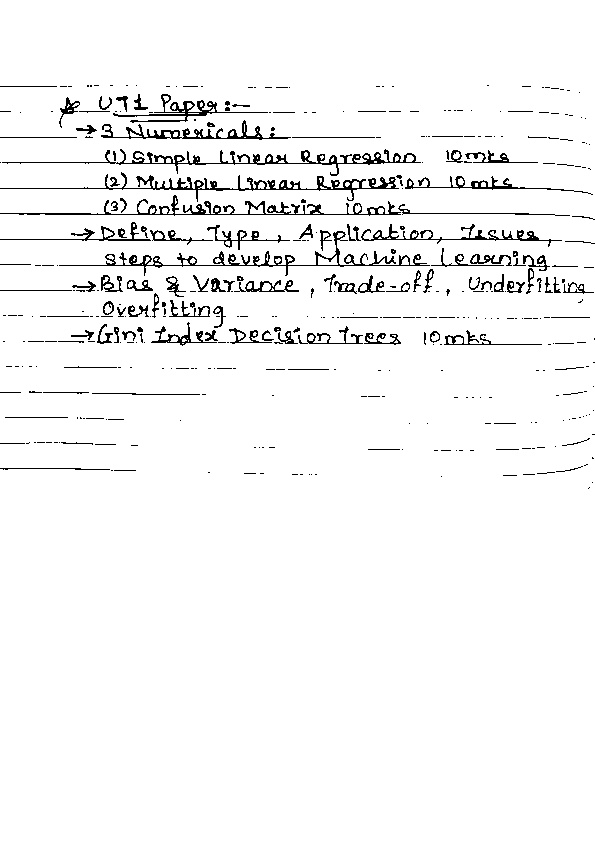 ☆ UT1 Paper:-
→ 3 Numericals:
(1) Simple Linear Regression 10mks
(2) Multiple Linear Regression 10mks
(3) Confusion Matrix 10mks
→ Define, Type, Application, Issues,
Steps to develop Machine Learning
→ Bias & Variance, Trade-off, Underfitting
Overfitting
→ Gini Index Decision Trees 10mks